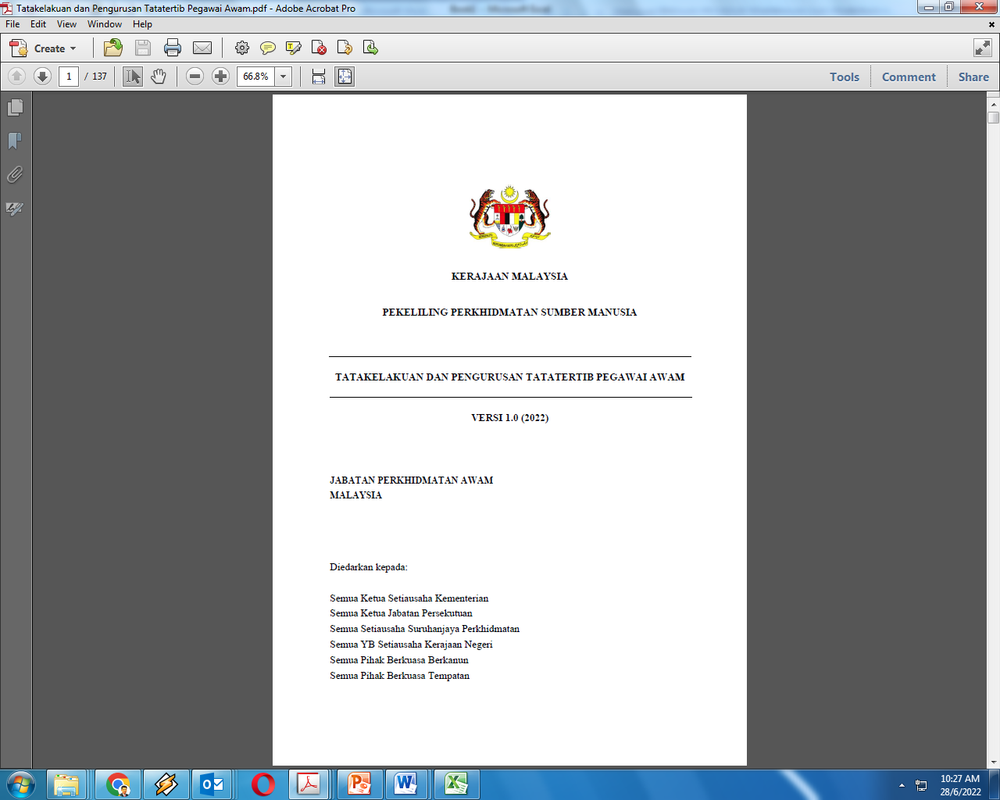 Tatakelakuan dan Pengurusan Tatatertib Pegawai Awam.pdf - Adobe Acrobat Pro
File Edit View Window Help
Create
1 / 137 66.8% Tools Comment Share
KERAJAAN MALAYSIA
PEKELILING PERKHIDMATAN SUMBER MANUSIA
TATAKELAKUAN DAN PENGURUSAN TATATERTIB PEGAWAI AWAM
VERSI 1.0 (2022)
JABATAN PERKHIDMATAN AWAM
MALAYSIA
Diedarkan kepada:
Semua Ketua Setiausaha Kementerian
Semua Ketua Jabatan Persekutuan
Semua Setiausaha Suruhanjaya Perkhidmatan
Semua YB Setiausaha Kerajaan Negeri
Semua Pihak Berkuasa Berkanun
Semua Pihak Berkuasa Tempatan
10:27 AM
28/6/2022